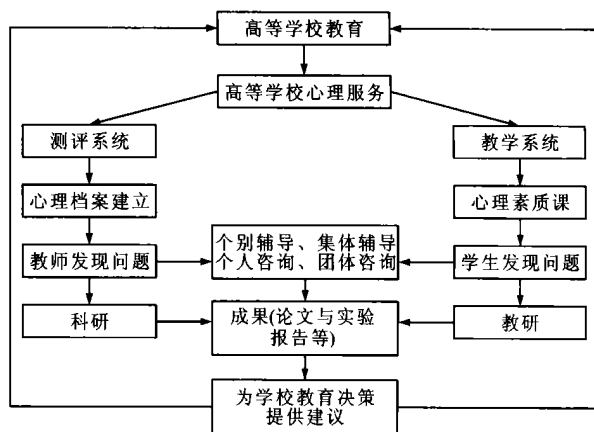 高等学校教育
高等学校心理服务
测评系统
教学系统
心理档案建立
心理素质课
个别辅导、集体辅导
个人咨询、团体咨询
教师发现问题
学生发现问题
科研
成果(论文与实验
报告等)
教研
为学校教育决策
提供建议